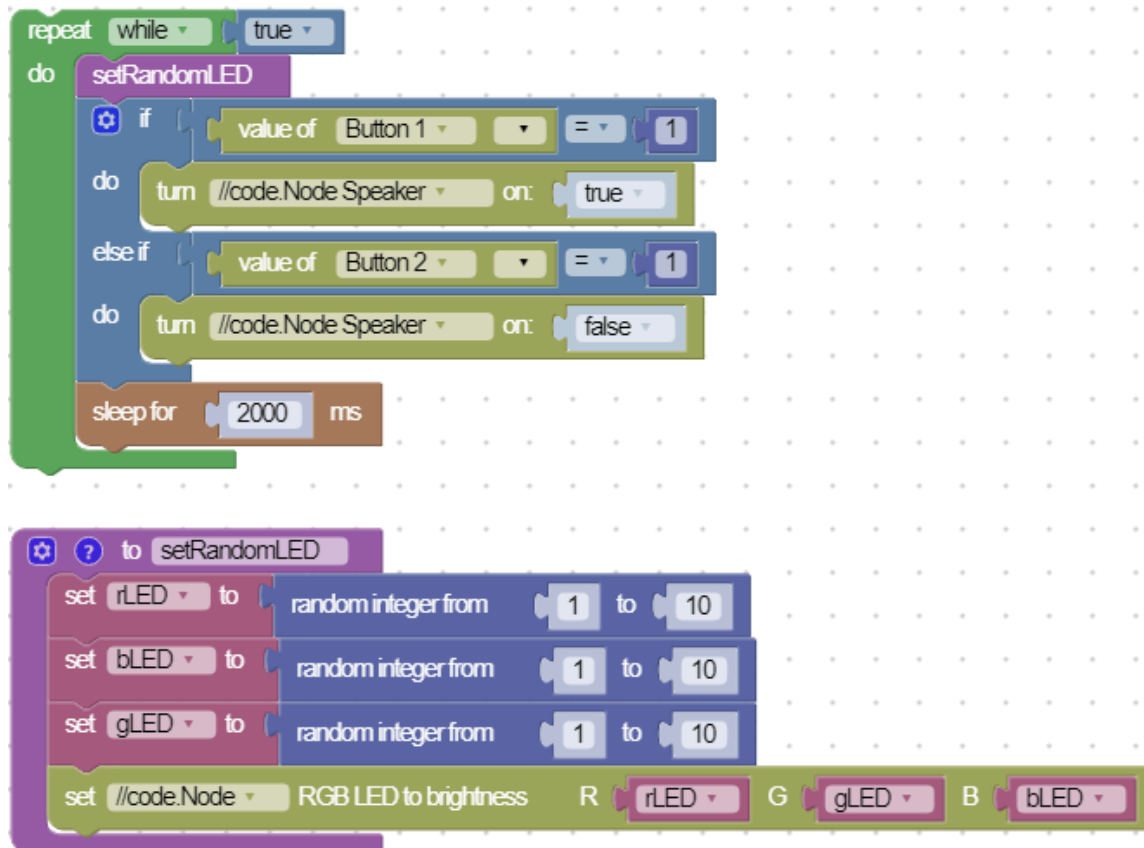 repeat while true
do setRandomLED
if value of Button 1 = 1
do turn //code.Node Speaker on: true
else if value of Button 2 = 1
do turn //code.Node Speaker on: false
sleep for 2000 ms
? to setRandomLED
set rLED to random integer from 1 to 10
set bLED to random integer from 1 to 10
set gLED to random integer from 1 to 10
set //code.Node RGB LED to brightness R rLED G gLED B bLED